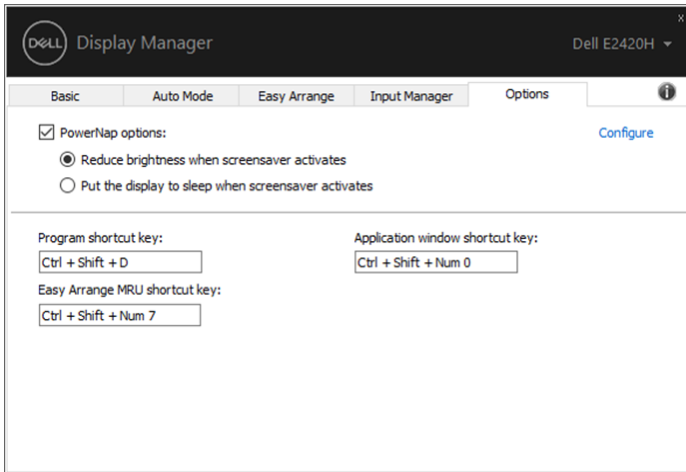 x
DELL Display Manager
Dell E2420H
Basic Auto Mode Easy Arrange Input Manager Options
PowerNap options: Configure
Reduce brightness when screensaver activates
Put the display to sleep when screensaver activates
Program shortcut key: Application window shortcut key:
Ctrl + Shift + D Ctrl + Shift + Num 0
Easy Arrange MRU shortcut key:
Ctrl + Shift + Num 7